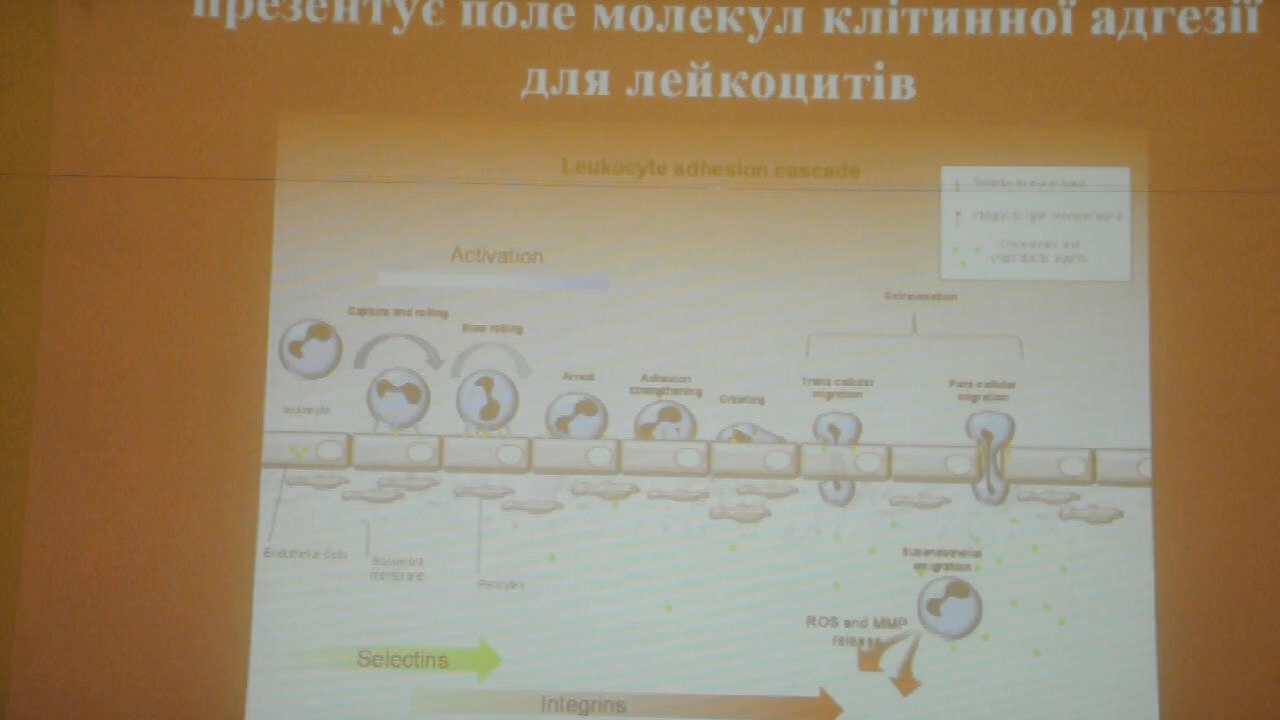 презентує поле молекул клітинної адгезії
для лейкоцитів
Leukocyte adhesion cascade
Activation
Capture and rolling
Slow rolling
Extravasation
Arrest
Adhesion
strengthening
Crawling
Trans cellular
migration
Para cellular
migration
leukocyte
Endothelial Cells
Basement
membrane
Pericytes
Subendothelial
migration
ROS and MMP
release
Selectins
Integrins